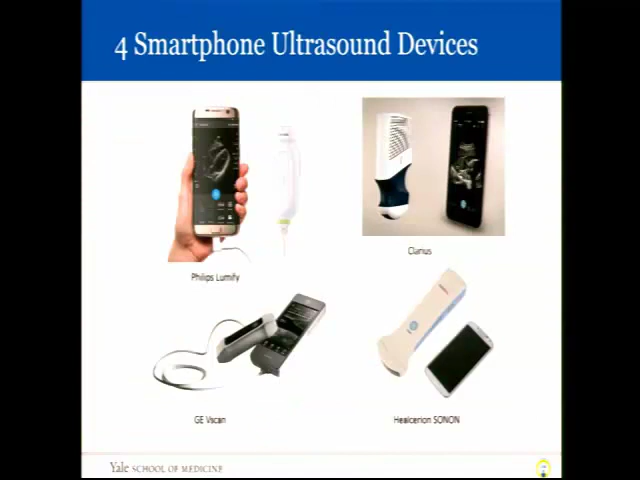 4 Smartphone Ultrasound Devices
Philips Lumify
Clarius
GE Vscan
Healcerion SONON
Yale SCHOOL OF MEDICINE